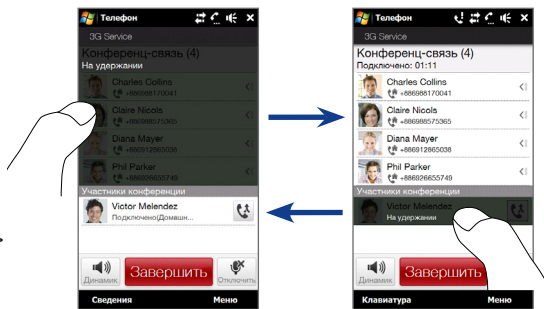 Телефон
3G Service
Конференц-связь (4)
На удержании
Charles Collins
+886988170041
Claire Nicols
+886988575365
Diana Mayer
+886912865038
Phil Parker
+886926655749
Участники конференции
Victor Melendez
Подключено(Домашн...
Динамик
Завершить
Отключить
Сведения
Меню
Телефон
3G Service
Конференц-связь (4)
Подключено: 01:11
Charles Collins
+886988170041
Claire Nicols
+886988575365
Diana Mayer
+886912865038
Phil Parker
+886926655749
Участники конференции
Victor Melendez
На удержании
Динамик
Завершить
Клавиатура
Меню